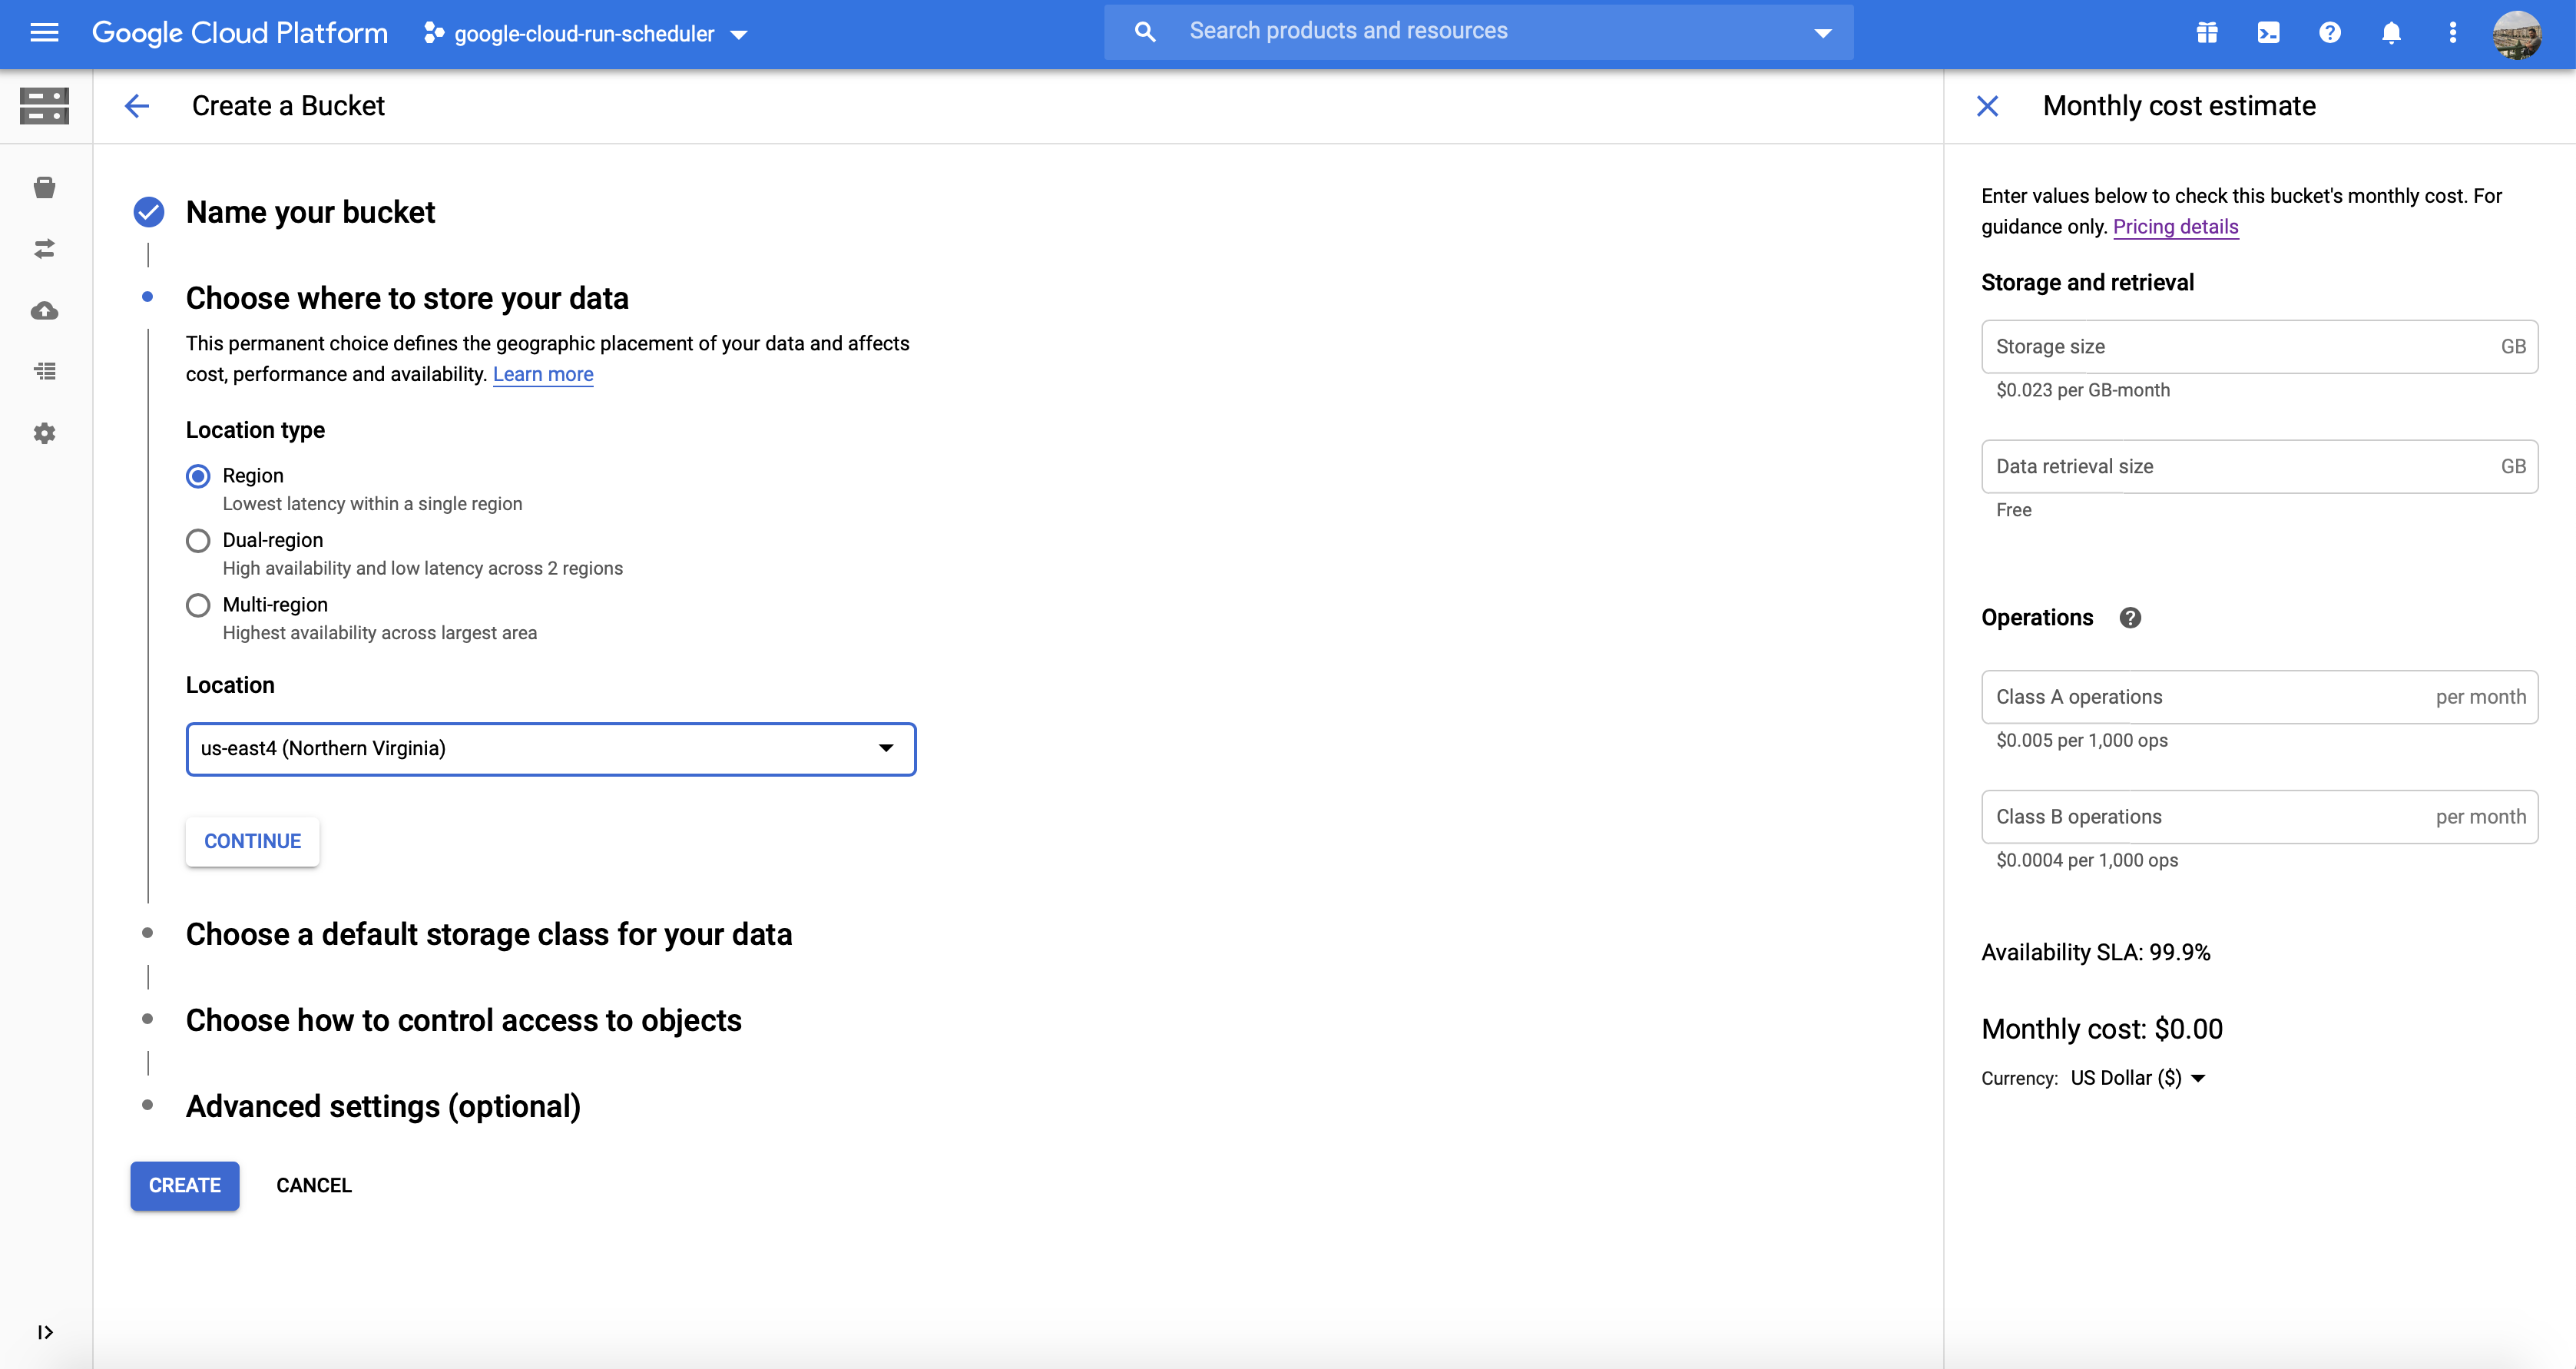 Google Cloud Platform
google-cloud-run-scheduler
Search products and resources
Create a Bucket
Name your bucket
Choose where to store your data
This permanent choice defines the geographic placement of your data and affects
cost, performance and availability. Learn more
Location type
Region
Lowest latency within a single region
Dual-region
High availability and low latency across 2 regions
Multi-region
Highest availability across largest area
Location
us-east4 (Northern Virginia)
CONTINUE
Choose a default storage class for your data
Choose how to control access to objects
Advanced settings (optional)
CREATE CANCEL
Monthly cost estimate
Enter values below to check this bucket's monthly cost. For
guidance only. Pricing details
Storage and retrieval
Storage size GB
$0.023 per GB-month
Data retrieval size GB
Free
Operations
Class A operations per month
$0.005 per 1,000 ops
Class B operations per month
$0.0004 per 1,000 ops
Availability SLA: 99.9%
Monthly cost: $0.00
Currency: US Dollar ($)